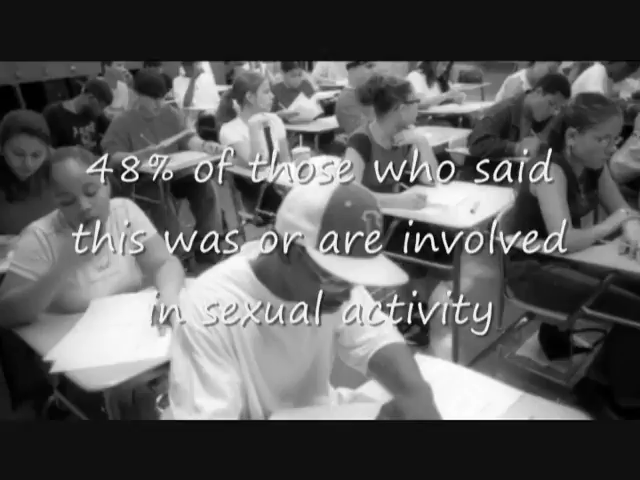 48% of those who said
this was or are involved
in sexual activity